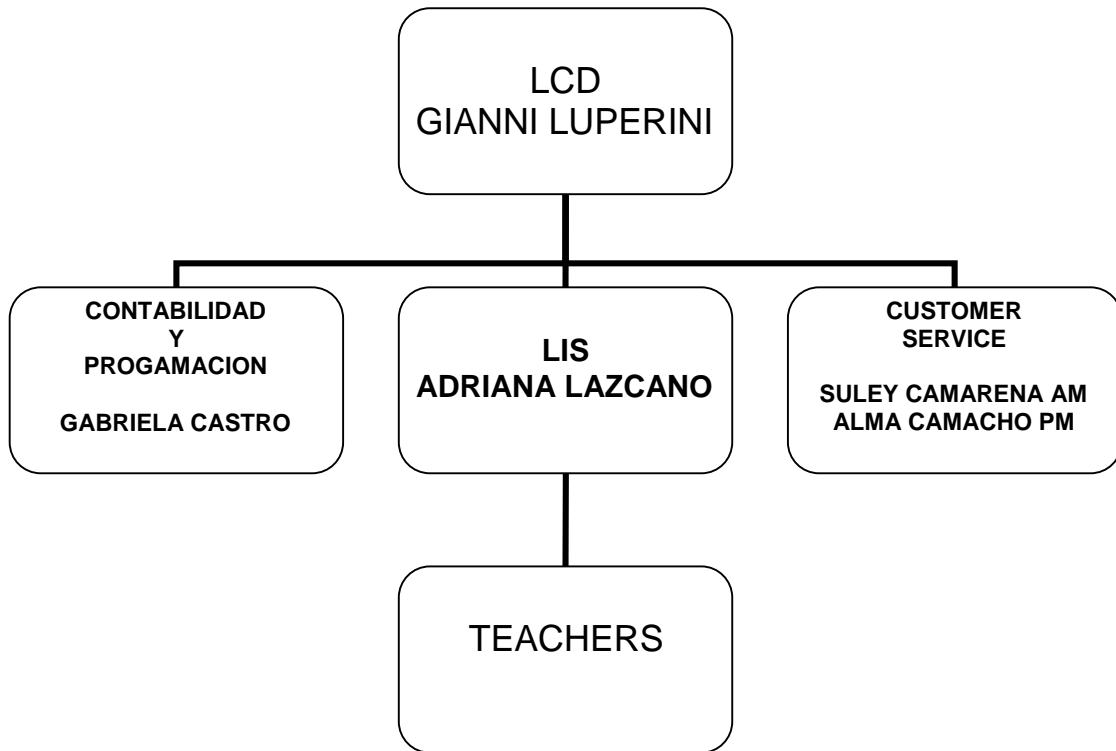 LCD
GIANNI LUPERINI
CONTABILIDAD
Y
PROGAMACION
GABRIELA CASTRO
LIS
ADRIANA LAZCANO
CUSTOMER
SERVICE
SULEY CAMARENA AM
ALMA CAMACHO PM
TEACHERS